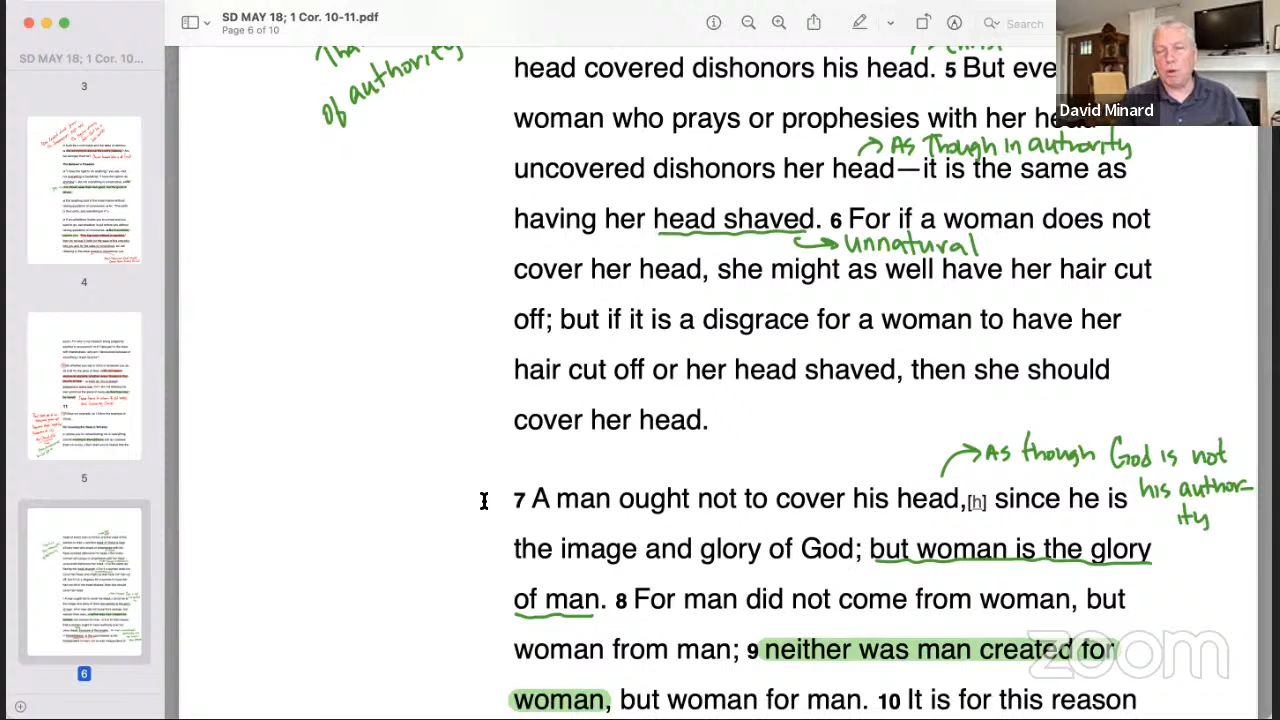 SD MAY 18; 1 Cor. 10-11.pdf
Page 6 of 10
Search
SD MAY 18; 1 Cor. 10...
3
4
5
6
David Minard
of authority
head covered dishonors his head. 5 But eve
woman who prays or prophesies with her head
As Though in authority
uncovered dishonors her head—it is the same as
having her head shaved. 6 For if a woman does not
unnatural
cover her head, she might as well have her hair cut
off; but if it is a disgrace for a woman to have her
hair cut off or her head shaved, then she should
cover her head.
As though God is not
his author-
ity
7 A man ought not to cover his head,[h] since he is
the image and glory of God; but woman is the glory
of man. 8 For man did not come from woman, but
woman from man; 9 neither was man created for
woman, but woman for man. 10 It is for this reason
zoom